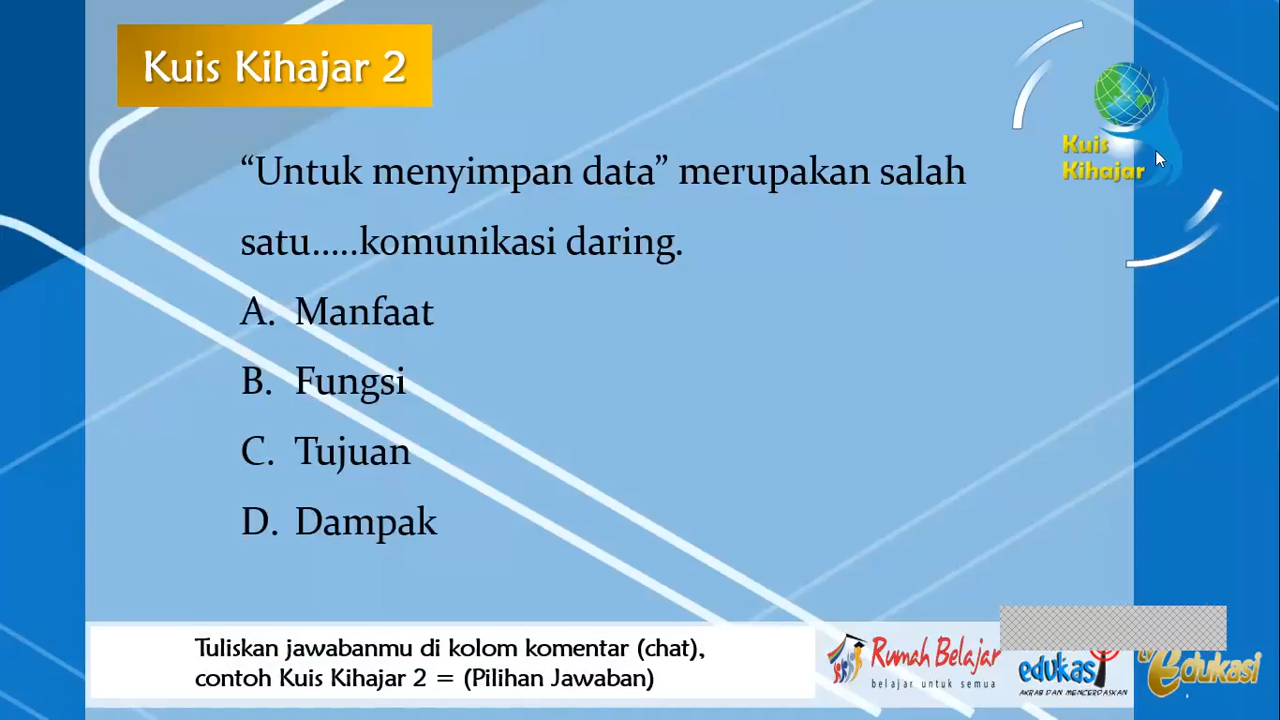 Kuis Kihajar 2
Kuis
Kihajar
“Untuk menyimpan data” merupakan salah
satu.....komunikasi daring.
A. Manfaat
B. Fungsi
C. Tujuan
D. Dampak
Tuliskan jawabanmu di kolom komentar (chat),
contoh Kuis Kihajar 2 = (Pilihan Jawaban)
Rumah Belajar
belajar untuk semua
edukasi
AKRAB DAN MENCERDASKAN
Edukasi